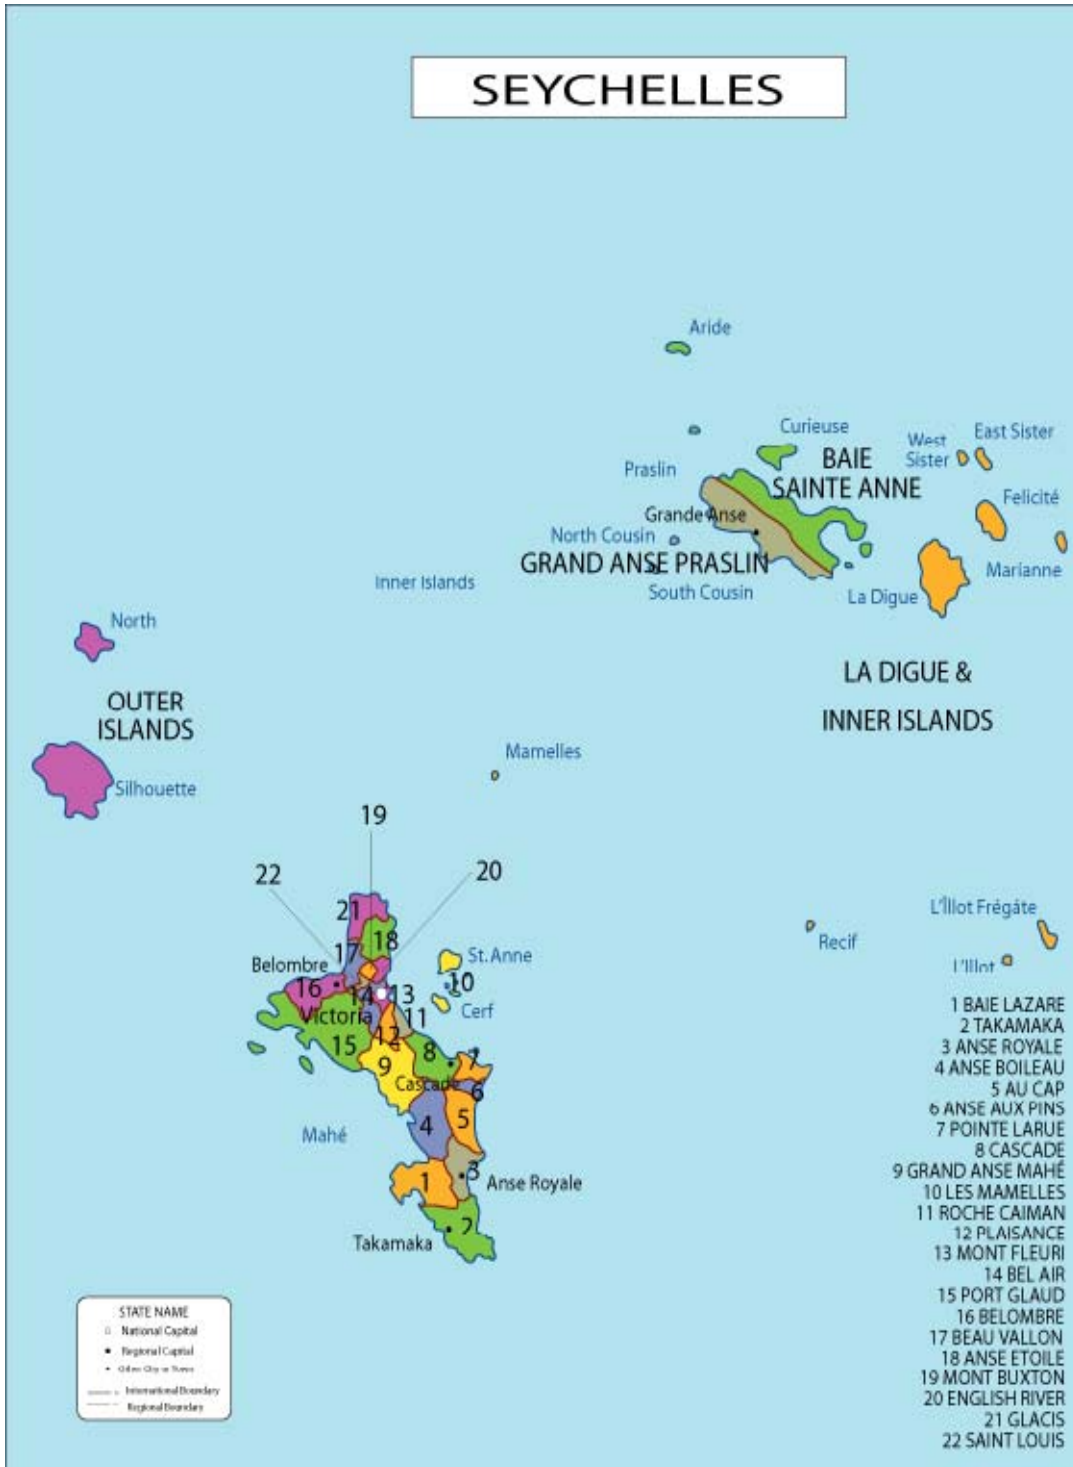 SEYCHELLES
Aride
Curieuse
East Sister
West
Sister
BAIE
SAINTE ANNE
Praslin
Felicité
Grande Anse
North Cousin
GRAND ANSE PRASLIN
Marianne
Inner Islands
South Cousin
La Digue
North
LA DIGUE &
INNER ISLANDS
OUTER
ISLANDS
Mamelles
Silhouette
19
22
20
21
L'Îllot Frégâte
18
Recif
17
St. Anne
Belombre
L'Illot
10
16
14
13
Cerf
Victoria
11
12
15
8
7
9
Cascade
6
4
5
Mahé
1
3
Anse Royale
2
Takamaka
1 BAIE LAZARE
2 TAKAMAKA
3 ANSE ROYALE
4 ANSE BOILEAU
5 AU CAP
6 ANSE AUX PINS
7 POINTE LARUE
8 CASCADE
9 GRAND ANSE MAHÉ
10 LES MAMELLES
11 ROCHE CAIMAN
12 PLAISANCE
13 MONT FLEURI
14 BEL AIR
15 PORT GLAUD
16 BELOMBRE
17 BEAU VALLON
18 ANSE ETOILE
19 MONT BUXTON
20 ENGLISH RIVER
21 GLACIS
22 SAINT LOUIS
STATE NAME
National Capital
Regional Capital
Other City or Town
International Boundary
Regional Boundary